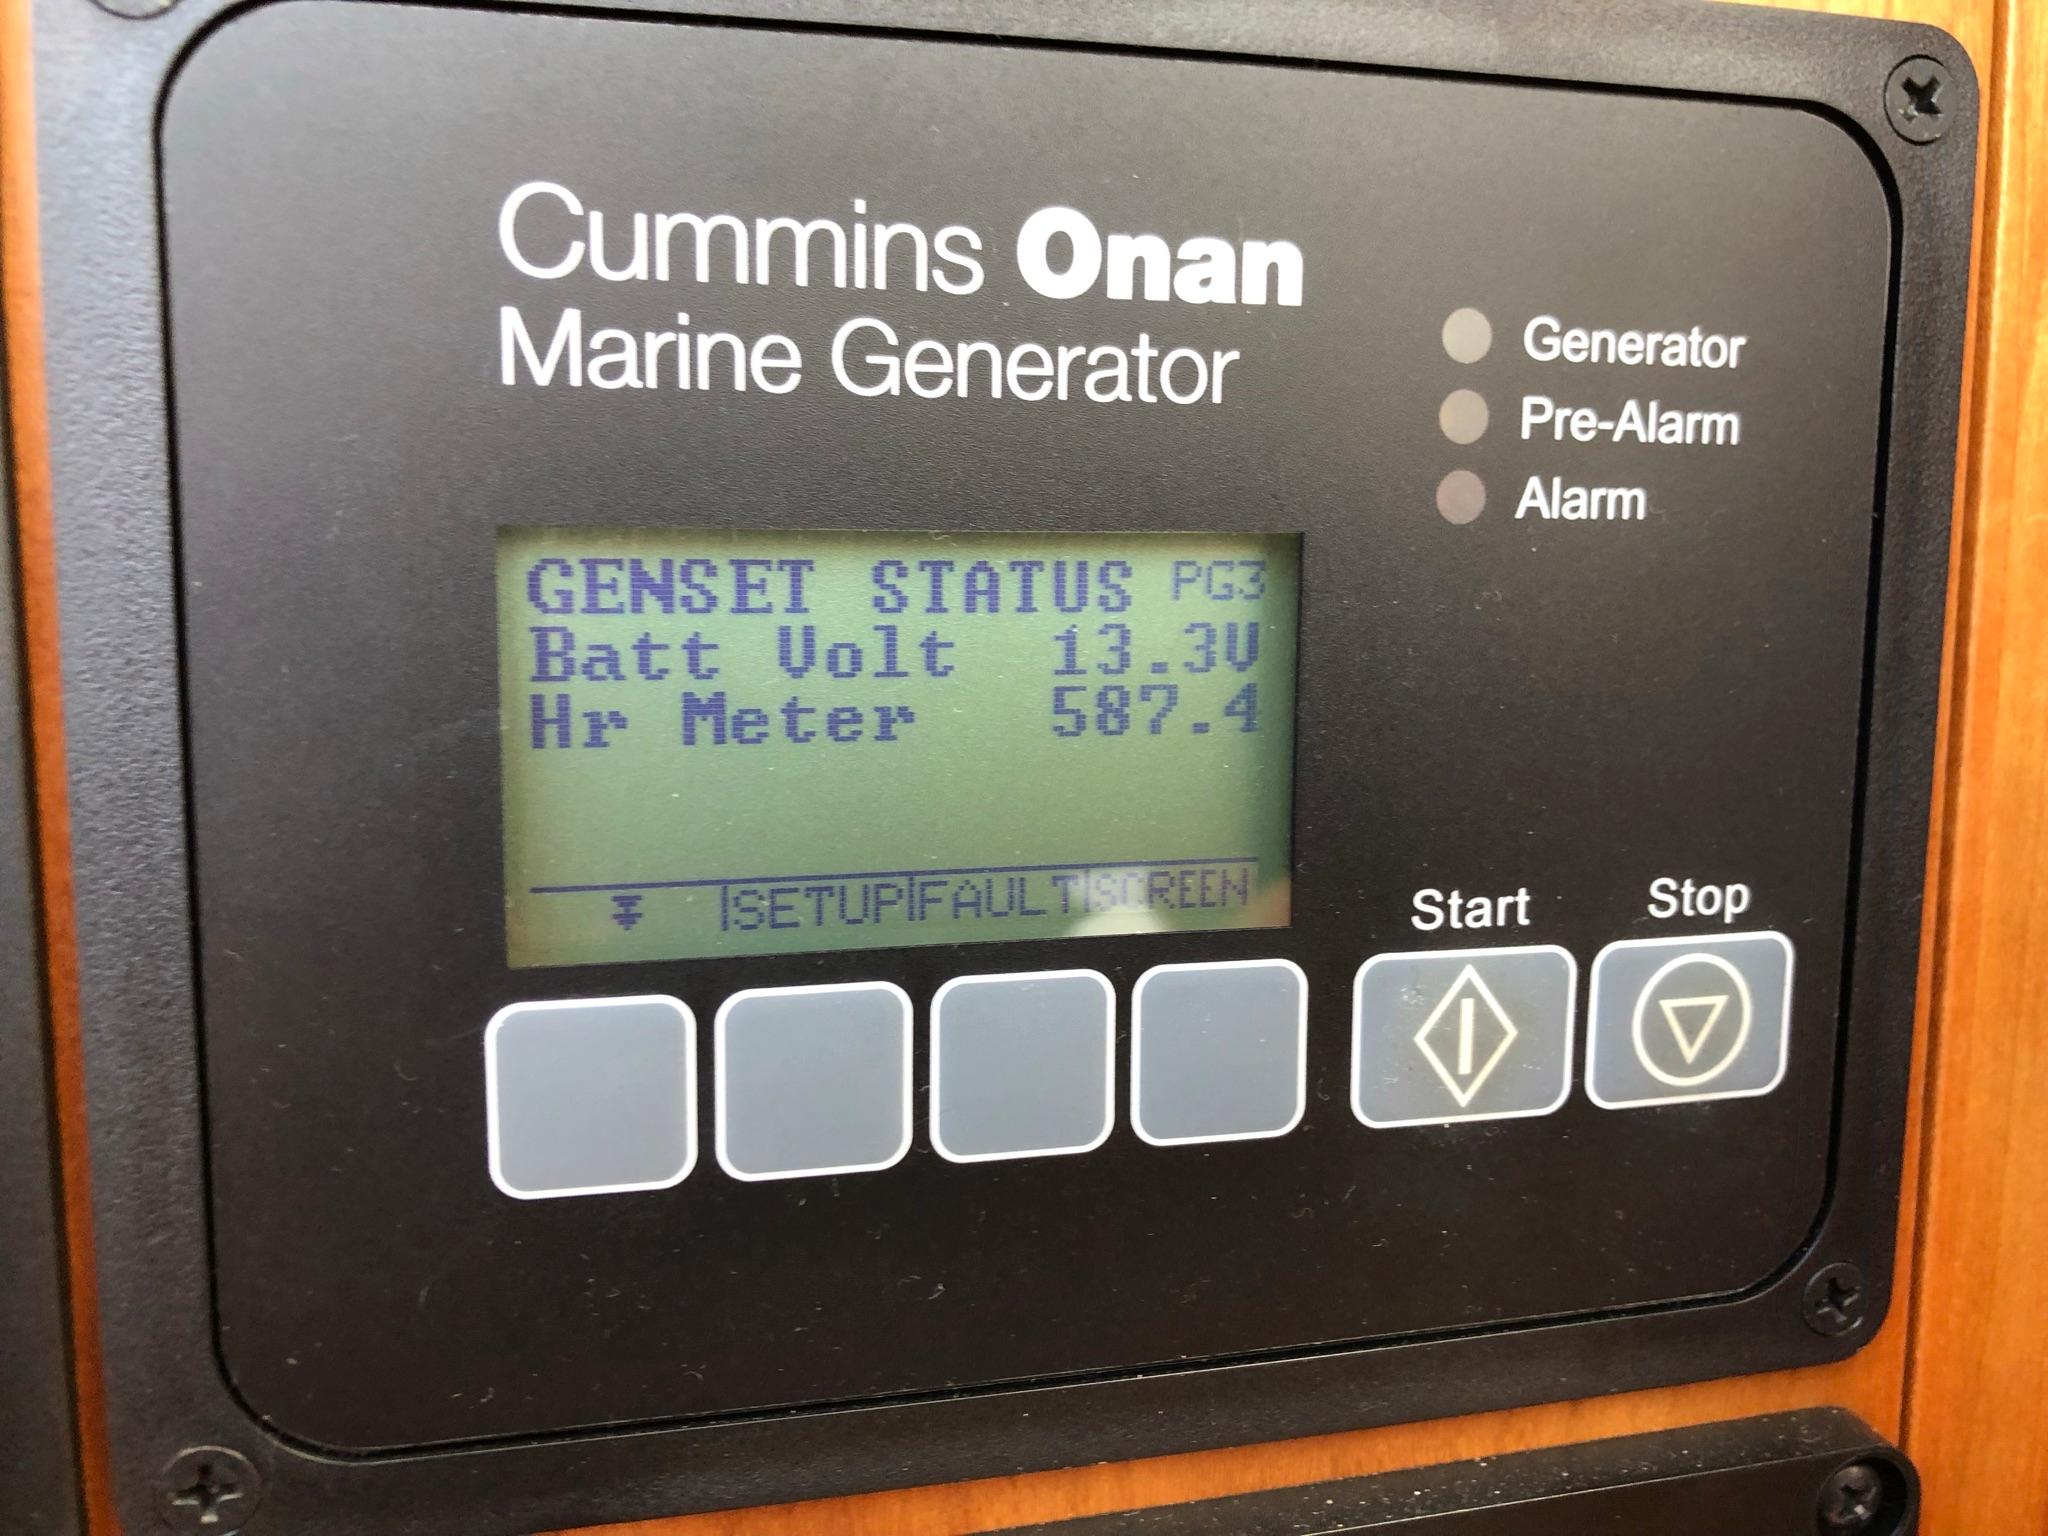 Cummins Onan
Marine Generator
Generator
Pre-Alarm
Alarm
GENSET STATUS PG3
Batt Volt 13.3V
Hr Meter 587.4
SETUP FAULT SCREEN
Start
Stop